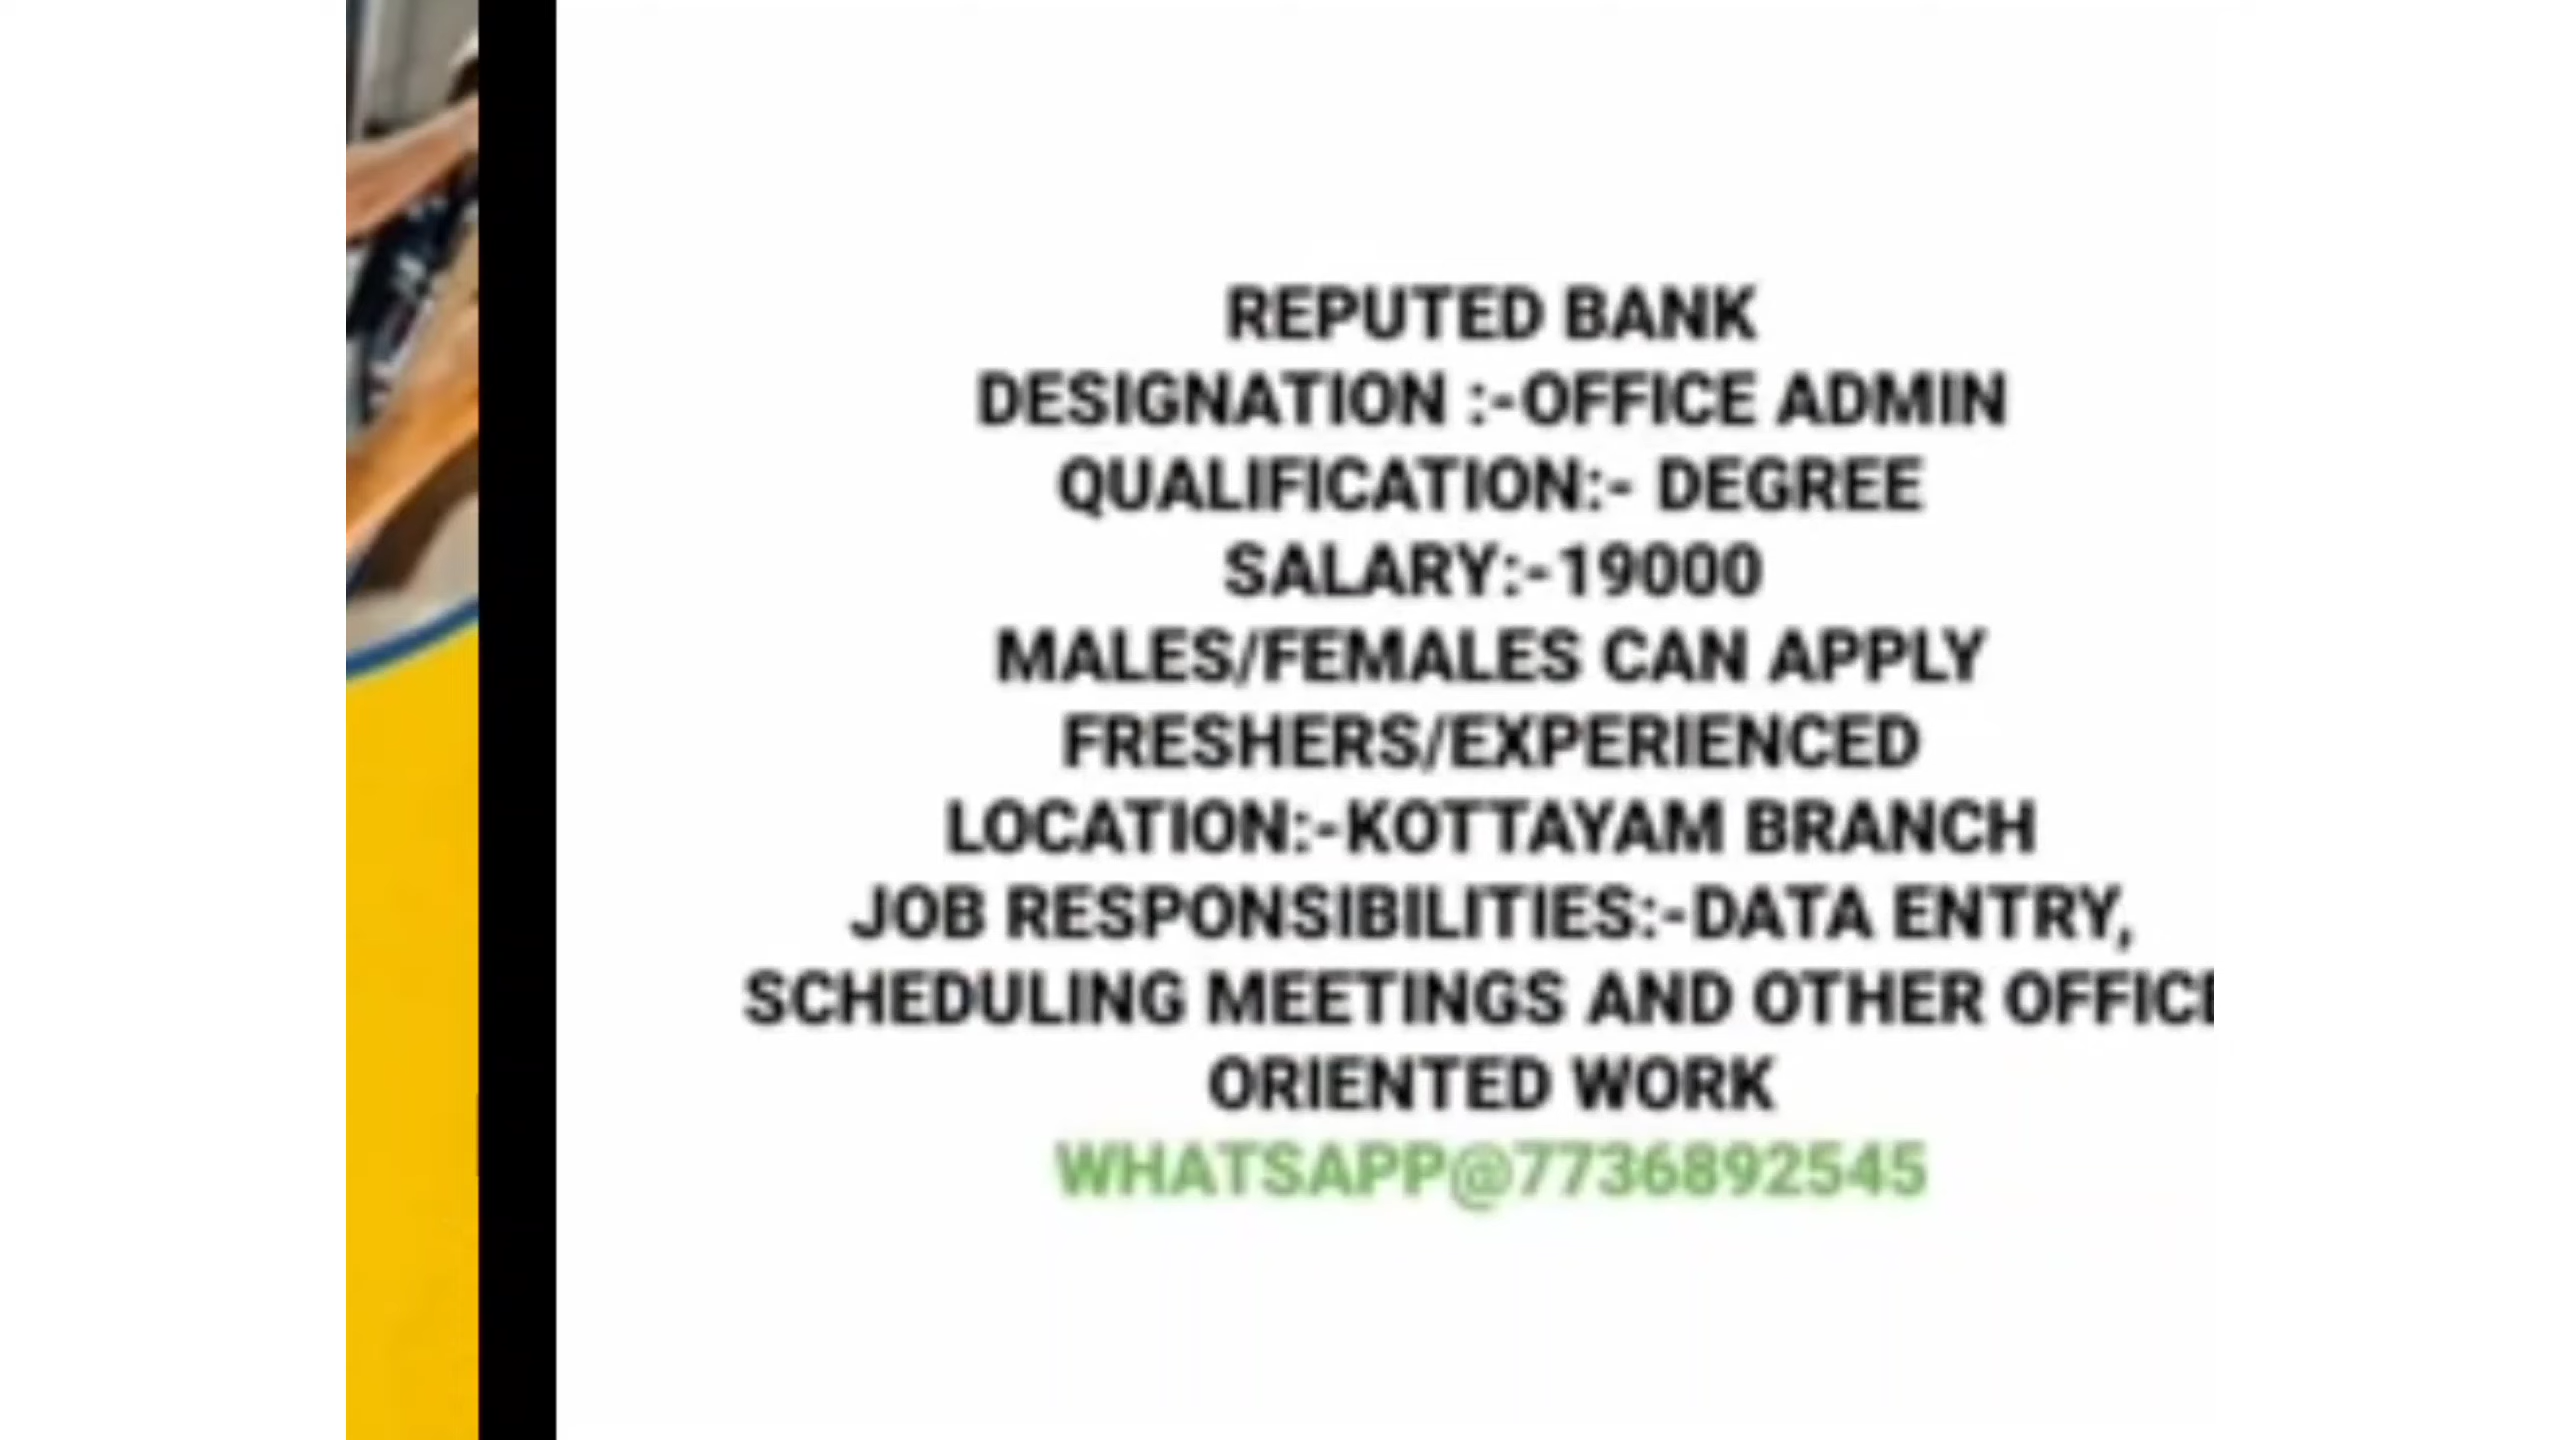 REPUTED BANK
DESIGNATION :-OFFICE ADMIN
QUALIFICATION:- DEGREE
SALARY:-19000
MALES/FEMALES CAN APPLY
FRESHERS/EXPERIENCED
LOCATION:-KOTTAYAM BRANCH
JOB RESPONSIBILITIES:-DATA ENTRY,
SCHEDULING MEETINGS AND OTHER OFFICE
ORIENTED WORK
WHATSAPP@7736892545